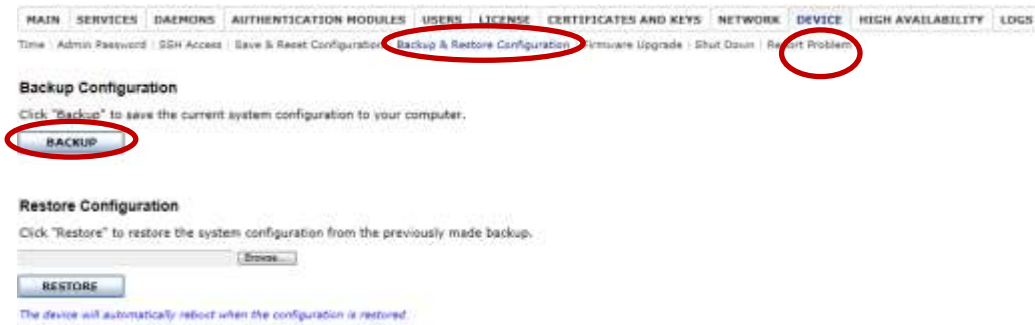 MAIN SERVICES DAEMONS AUTHENTICATION MODULES USERS LICENSE CERTIFICATES AND KEYS NETWORK DEVICE HIGH AVAILABILITY LOGS
Time | Admin Password | SSH Access | Save & Reset Configuration | Backup & Restore Configuration | Firmware Upgrade | Shut Down | Report Problem
Backup Configuration
Click "Backup" to save the current system configuration to your computer.
BACKUP
Restore Configuration
Click "Restore" to restore the system configuration from the previously made backup.
Browse...
RESTORE
The device will automatically reboot when the configuration is restored.